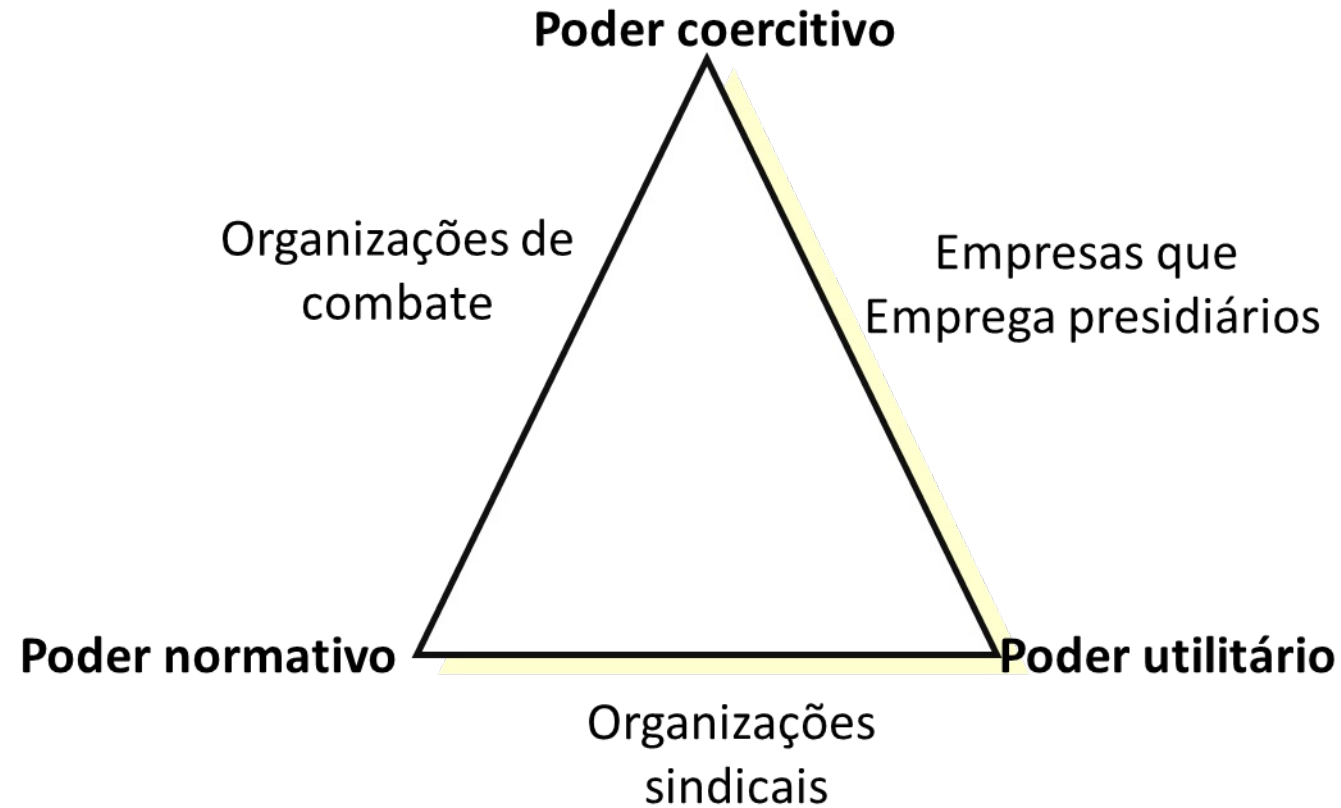 Poder coercitivo
Organizações de
combate
Empresas que
Emprega presidiários
Poder normativo
Poder utilitário
Organizações
sindicais